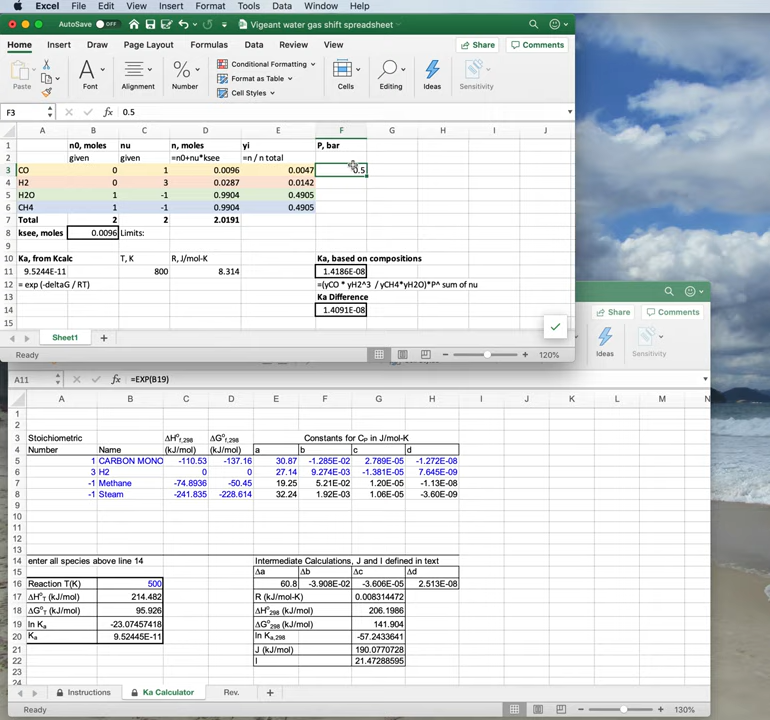 Excel File Edit View Insert Format Tools Data Window Help
AutoSave OFF Vigeant water gas shift spreadsheet
Home Insert Draw Page Layout Formulas Data Review View Share Comments
Paste Font Alignment Number Conditional Formatting Format as Table Cell Styles Cells Editing Ideas Sensitivity
F3 fx 0.5
A B C D E F G H I J
1 n0, moles nu n, moles yi P, bar
2 given given =n0+nu*ksee =n / n total
3 CO 0 1 0.0096 0.0047 0.5
4 H2 0 3 0.0287 0.0142
5 H2O 1 -1 0.9904 0.4905
6 CH4 1 -1 0.9904 0.4905
7 Total 2 2 2.0191
8 ksee, moles 0.0096 Limits:
9
10 Ka, from Kcalc T, K R, J/mol-K Ka, based on compositions
11 9.5244E-11 800 8.314 1.4186E-08
12 = exp (-deltaG / RT) =(yCO * yH2^3 / yCH4*yH2O)*P^ sum of nu
13 Ka Difference
14 1.4091E-08
15
Sheet1 +
Ready 120%
Share Comments
Ideas Sensitivity
A11 fx =EXP(B19)
A B C D E F G H I J K L M N
1
2
3 Stoichiometric ΔH°f,298 ΔG°f,298 Constants for CP in J/mol-K
4 Number Name (kJ/mol) (kJ/mol) a b c d
5 1 CARBON MONO -110.53 -137.16 30.87 -1.285E-02 2.789E-05 -1.272E-08
6 3 H2 0 0 27.14 9.274E-03 -1.381E-05 7.645E-09
7 -1 Methane -74.8936 -50.45 19.25 5.21E-02 1.20E-05 -1.13E-08
8 -1 Steam -241.835 -228.614 32.24 1.92E-03 1.06E-05 -3.60E-09
9
10
11
12
13
14 enter all species above line 14 Intermediate Calculations, J and I defined in text
15 Δa Δb Δc Δd
16 Reaction T(K) 500 60.8 -3.908E-02 -3.606E-05 2.513E-08
17 ΔH°T (kJ/mol) 214.482 R (kJ/mol-K) 0.008314472
18 ΔG°T (kJ/mol) 95.926 ΔH°298 (kJ/mol) 206.1986
19 ln Ka -23.07457418 ΔG°298 (kJ/mol) 141.904
20 Ka 9.52445E-11 ln Ka,298 -57.2433641
21 J (kJ/mol) 190.0770728
22 I 21.47288595
23
24
Instructions Ka Calculator Rev. +
Ready 130%